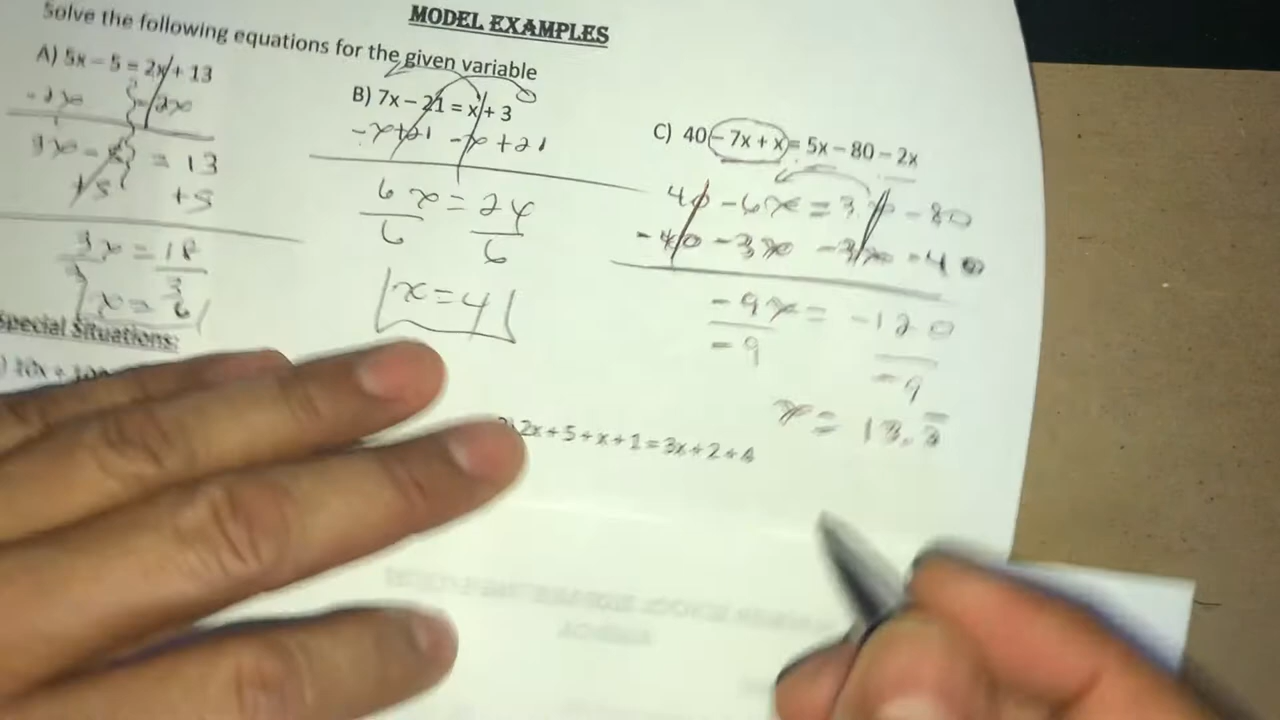 MODEL EXAMPLES
Solve the following equations for the given variable
A) 5x – 5 = 2x + 13
-2x -2x
3x - 5 = 13
+5 +5
3x = 18
3 3
x = 6
B) 7x – 21 = x + 3
-x+21 -x +21
6x = 24
6 6
x = 4
C) 40 – 7x + x = 5x – 80 – 2x
40 - 6x = 3x - 80
-40 -3x -3x -40
-9x = -120
-9 -9
x = 13.3̅
Special Situations:
2x + 5 + x + 1 = 3x + 2 + 4